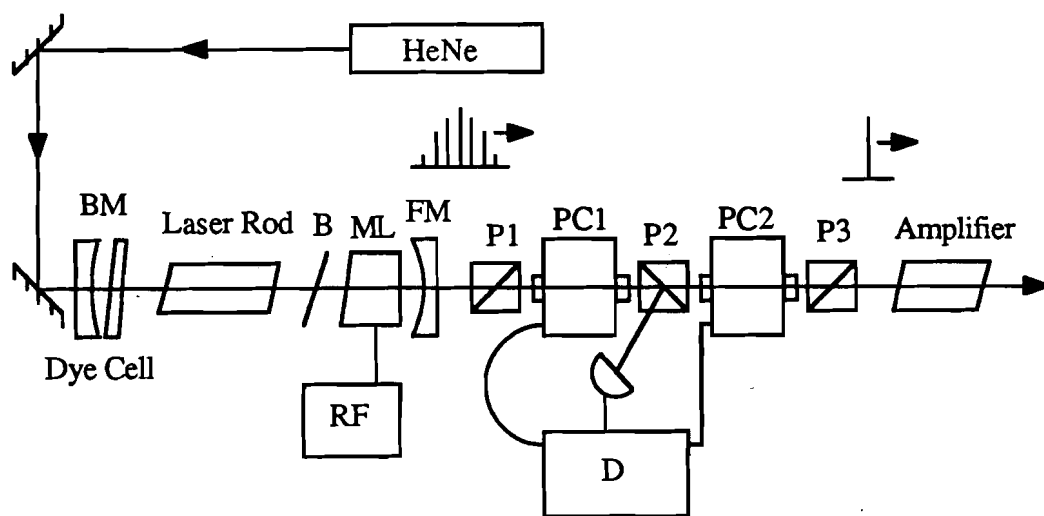 HeNe
BM
Laser Rod
B
ML
FM
P1
PC1
P2
PC2
P3
Amplifier
Dye Cell
RF
D